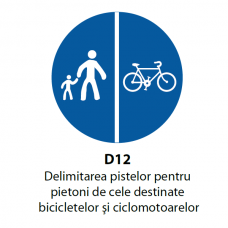 D12
Delimitarea pistelor pentru
pietoni de cele destinate
bicicletelor și ciclomotoarelor